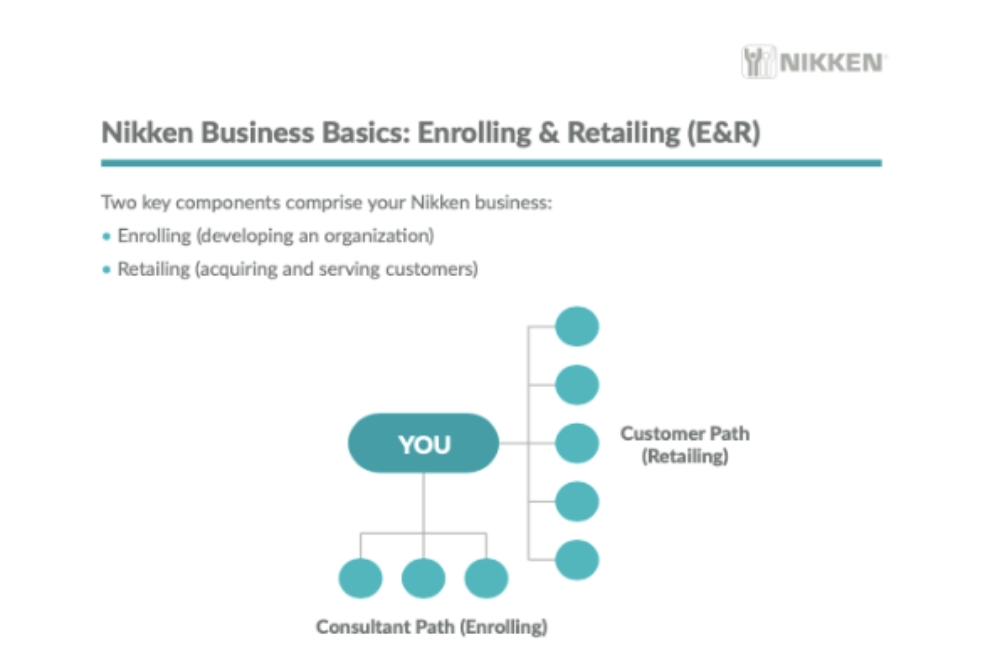 NIKKEN
Nikken Business Basics: Enrolling & Retailing (E&R)
Two key components comprise your Nikken business:
• Enrolling (developing an organization)
• Retailing (acquiring and serving customers)
YOU
Customer Path
(Retailing)
Consultant Path (Enrolling)